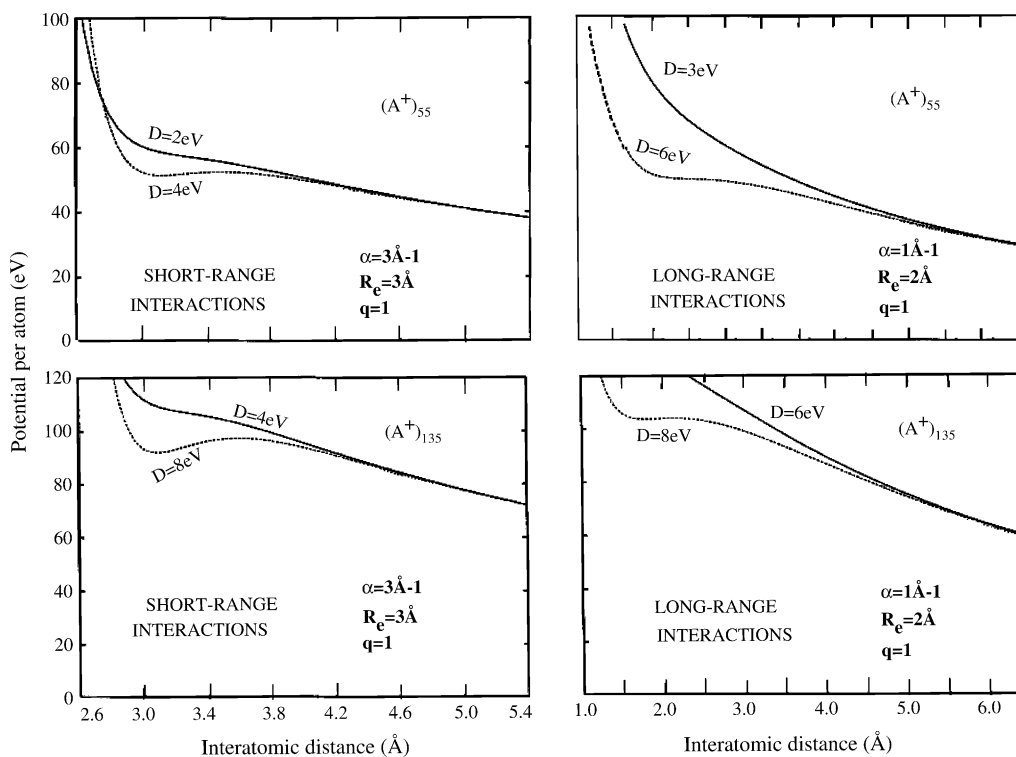 Potential per atom (eV)
100
80
60
40
20
0
D=2eV
D=4eV
(A+)55
SHORT-RANGE
INTERACTIONS
α=3Å-1
Re=3Å
q=1
D=3eV
D=6eV
(A+)55
LONG-RANGE
INTERACTIONS
α=1Å-1
Re=2Å
q=1
120
100
80
60
40
20
0
D=4eV
D=8eV
(A+)135
SHORT-RANGE
INTERACTIONS
α=3Å-1
Re=3Å
q=1
2.6 3.0 3.4 3.8 4.2 4.6 5.0 5.4
Interatomic distance (Å)
D=6eV
D=8eV
(A+)135
LONG-RANGE
INTERACTIONS
α=1Å-1
Re=2Å
q=1
1.0 2.0 3.0 4.0 5.0 6.0
Interatomic distance (Å)